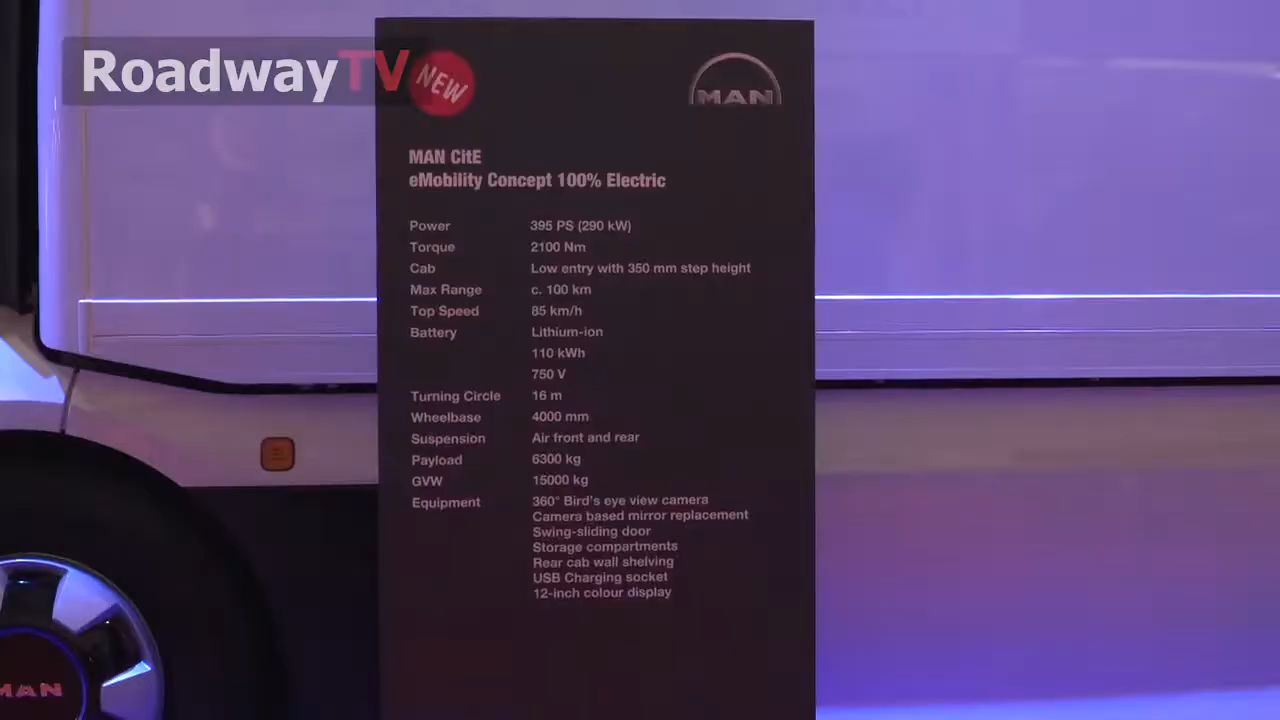 RoadwayTV
NEW
MAN
MAN CitE
eMobility Concept 100% Electric
Power 395 PS (290 kW)
Torque 2100 Nm
Cab Low entry with 350 mm step height
Max Range c. 100 km
Top Speed 85 km/h
Battery Lithium-ion
110 kWh
750 V
Turning Circle 16 m
Wheelbase 4000 mm
Suspension Air front and rear
Payload 6300 kg
GVW 15000 kg
Equipment 360° Bird's eye view camera
Camera based mirror replacement
Swing-sliding door
Storage compartments
Rear cab wall shelving
USB Charging socket
12-inch colour display
MAN